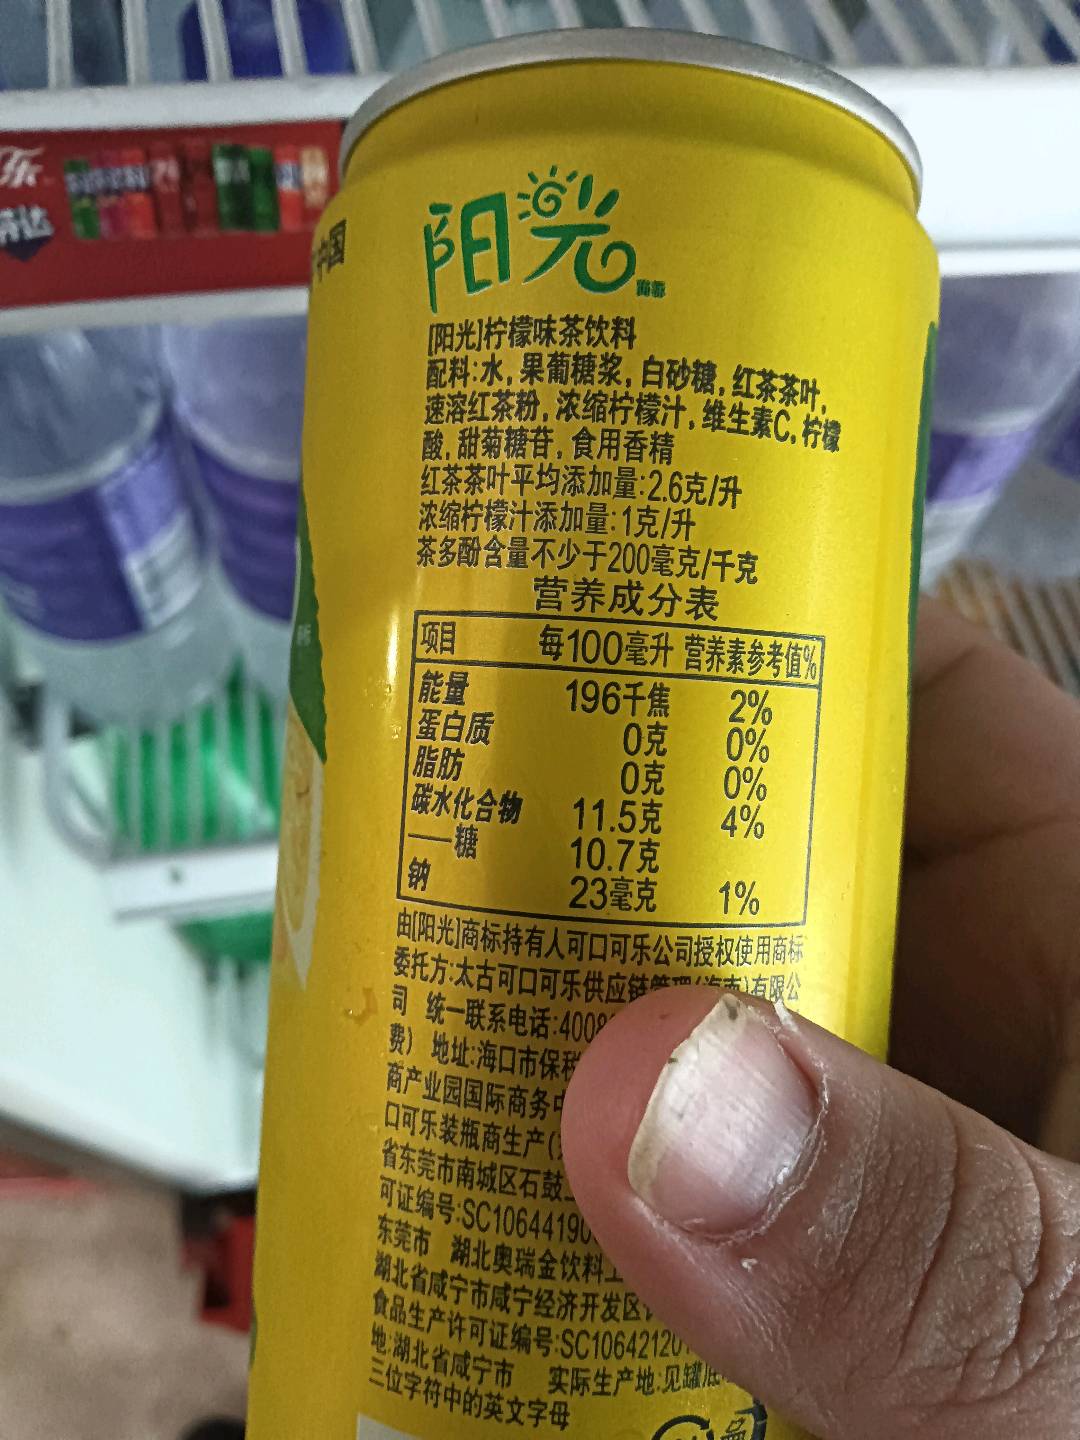 阳光
商标
中国
[阳光]柠檬味茶饮料
配料:水,果葡糖浆,白砂糖,红茶茶叶,
速溶红茶粉,浓缩柠檬汁,维生素C,柠檬
酸,甜菊糖苷,食用香精
红茶茶叶平均添加量:2.6克/升
浓缩柠檬汁添加量:1克/升
茶多酚含量不少于200毫克/千克
营养成分表
项目 每100毫升 营养素参考值%
能量 196千焦 2%
蛋白质 0克 0%
脂肪 0克 0%
碳水化合物 11.5克 4%
——糖 10.7克
钠 23毫克 1%
由[阳光]商标持有人可口可乐公司授权使用商标
委托方:太古可口可乐供应链管理(海南)有限公
司 统一联系电话:4008
费) 地址:海口市保税
商产业园国际商务中
口可乐装瓶商生产(
省东莞市南城区石鼓
可证编号:SC10644190
东莞市 湖北奥瑞金饮料工
湖北省咸宁市咸宁经济开发区
食品生产许可证编号:SC1064212
地:湖北省咸宁市 实际生产地:见罐底
三位字符中的英文字母